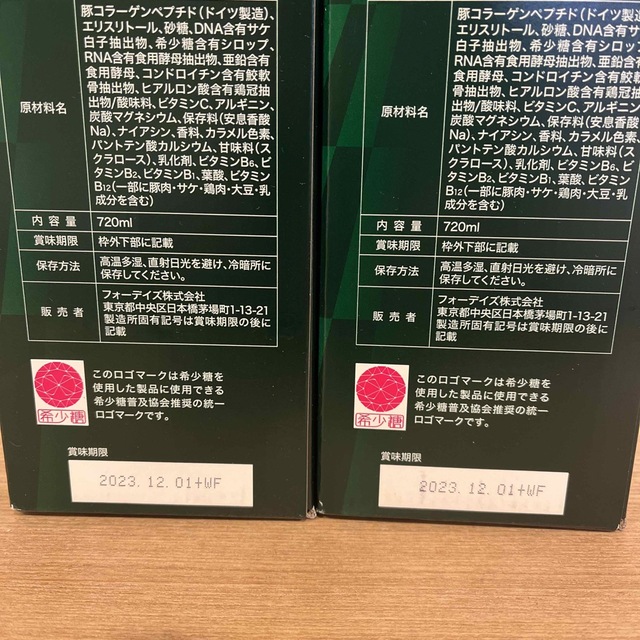 豚コラーゲンペプチド(ドイツ製造)、
エリスリトール、砂糖、DNA含有サケ
白子抽出物、希少糖含有シロップ、
RNA含有食用酵母抽出物、亜鉛含有
食用酵母、コンドロイチン含有鮫軟
骨抽出物、ヒアルロン酸含有鶏冠抽
出物/酸味料、ビタミンC、アルギニン、
炭酸マグネシウム、保存料(安息香酸
Na)、ナイアシン、香料、カラメル色素、
パントテン酸カルシウム、甘味料(ス
クラロース)、乳化剤、ビタミンB6、ビ
タミンB2、ビタミンB1、葉酸、ビタミン
B12(一部に豚肉・サケ・鶏肉・大豆・乳
成分を含む)
原材料名
内容量 720ml
賞味期限 枠外下部に記載
保存方法 高温多湿、直射日光を避け、冷暗所に
保存してください。
販売者 フォーデイズ株式会社
東京都中央区日本橋茅場町1-13-21
製造所固有記号は賞味期限の後に
記載
希少糖
このロゴマークは希少糖を
使用した製品に使用できる
希少糖普及協会推奨の統一
ロゴマークです。
賞味期限
2023.12.01+WF
豚コラーゲンペプチド(ドイツ製造
エリスリトール、砂糖、DNA含有サ
白子抽出物、希少糖含有シロップ、
RNA含有食用酵母抽出物、亜鉛含有
食用酵母、コンドロイチン含有鮫軟
骨抽出物、ヒアルロン酸含有鶏冠抽
出物/酸味料、ビタミンC、アルギニン、
炭酸マグネシウム、保存料(安息香酸
Na)、ナイアシン、香料、カラメル色素、
パントテン酸カルシウム、甘味料(ス
クラロース)、乳化剤、ビタミンB6、ビ
タミンB2、ビタミンB1、葉酸、ビタミン
B12(一部に豚肉・サケ・鶏肉・大豆・乳
成分を含む)
原材料名
内容量 720ml
賞味期限 枠外下部に記載
保存方法 高温多湿、直射日光を避け、冷暗所に
保存してください。
販売者 フォーデイズ株式会社
東京都中央区日本橋茅場町1-13-21
製造所固有記号は賞味期限の後に
記載
希少糖
このロゴマークは希少糖を
使用した製品に使用できる
希少糖普及協会推奨の統一
ロゴマークです。
賞味期限
2023.12.01+WF